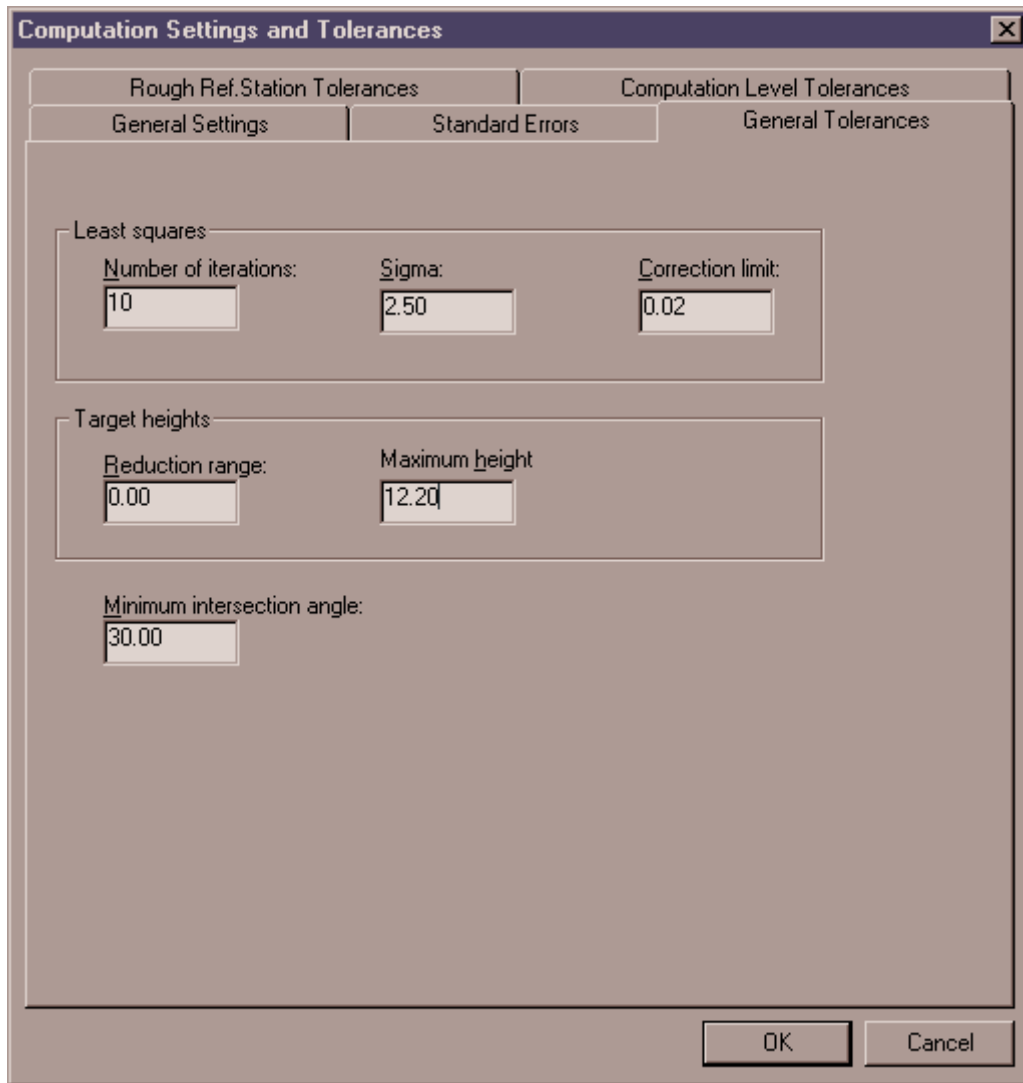 Computation Settings and Tolerances
Rough Ref.Station Tolerances Computation Level Tolerances
General Settings Standard Errors General Tolerances
Least squares
Number of iterations: Sigma: Correction limit:
10 2.50 0.02
Target heights
Reduction range: Maximum height
0.00 12.20
Minimum intersection angle:
30.00
OK Cancel